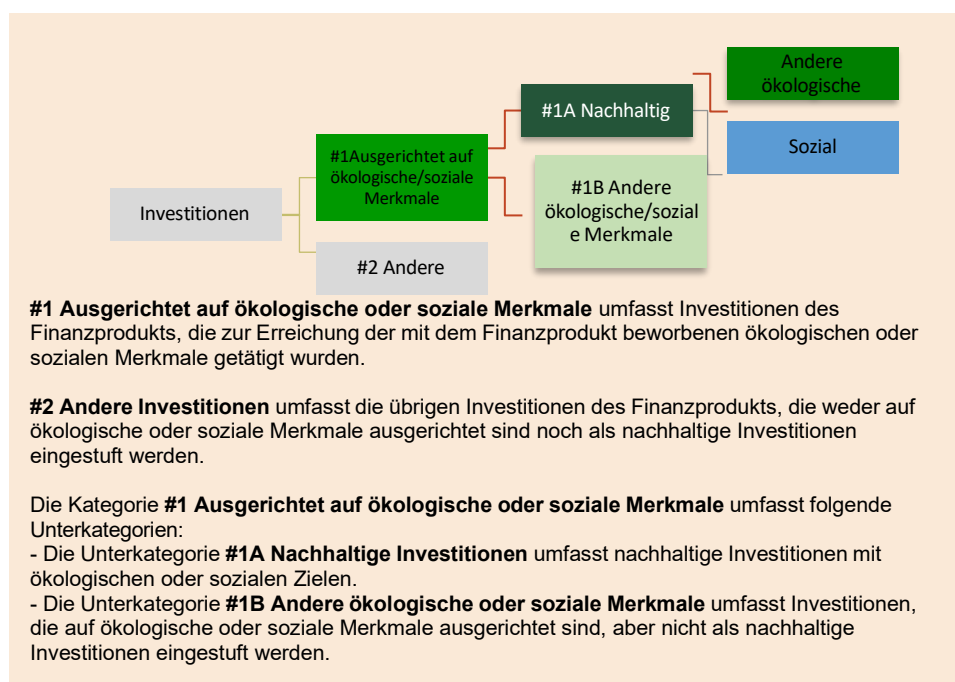 Andere
ökologische
#1A Nachhaltig
Sozial
#1Ausgerichtet auf
ökologische/soziale
Merkmale
#1B Andere
ökologische/sozial
e Merkmale
Investitionen
#2 Andere
#1 Ausgerichtet auf ökologische oder soziale Merkmale umfasst Investitionen des
Finanzprodukts, die zur Erreichung der mit dem Finanzprodukt beworbenen ökologischen oder
sozialen Merkmale getätigt wurden.
#2 Andere Investitionen umfasst die übrigen Investitionen des Finanzprodukts, die weder auf
ökologische oder soziale Merkmale ausgerichtet sind noch als nachhaltige Investitionen
eingestuft werden.
Die Kategorie #1 Ausgerichtet auf ökologische oder soziale Merkmale umfasst folgende
Unterkategorien:
- Die Unterkategorie #1A Nachhaltige Investitionen umfasst nachhaltige Investitionen mit
ökologischen oder sozialen Zielen.
- Die Unterkategorie #1B Andere ökologische oder soziale Merkmale umfasst Investitionen,
die auf ökologische oder soziale Merkmale ausgerichtet sind, aber nicht als nachhaltige
Investitionen eingestuft werden.